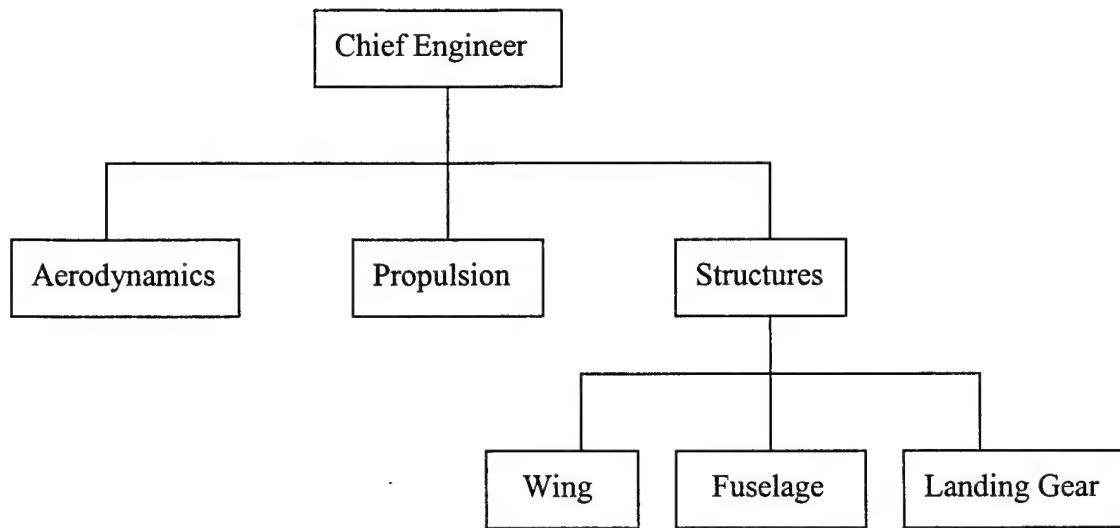 Chief Engineer
Aerodynamics
Propulsion
Structures
Wing
Fuselage
Landing Gear